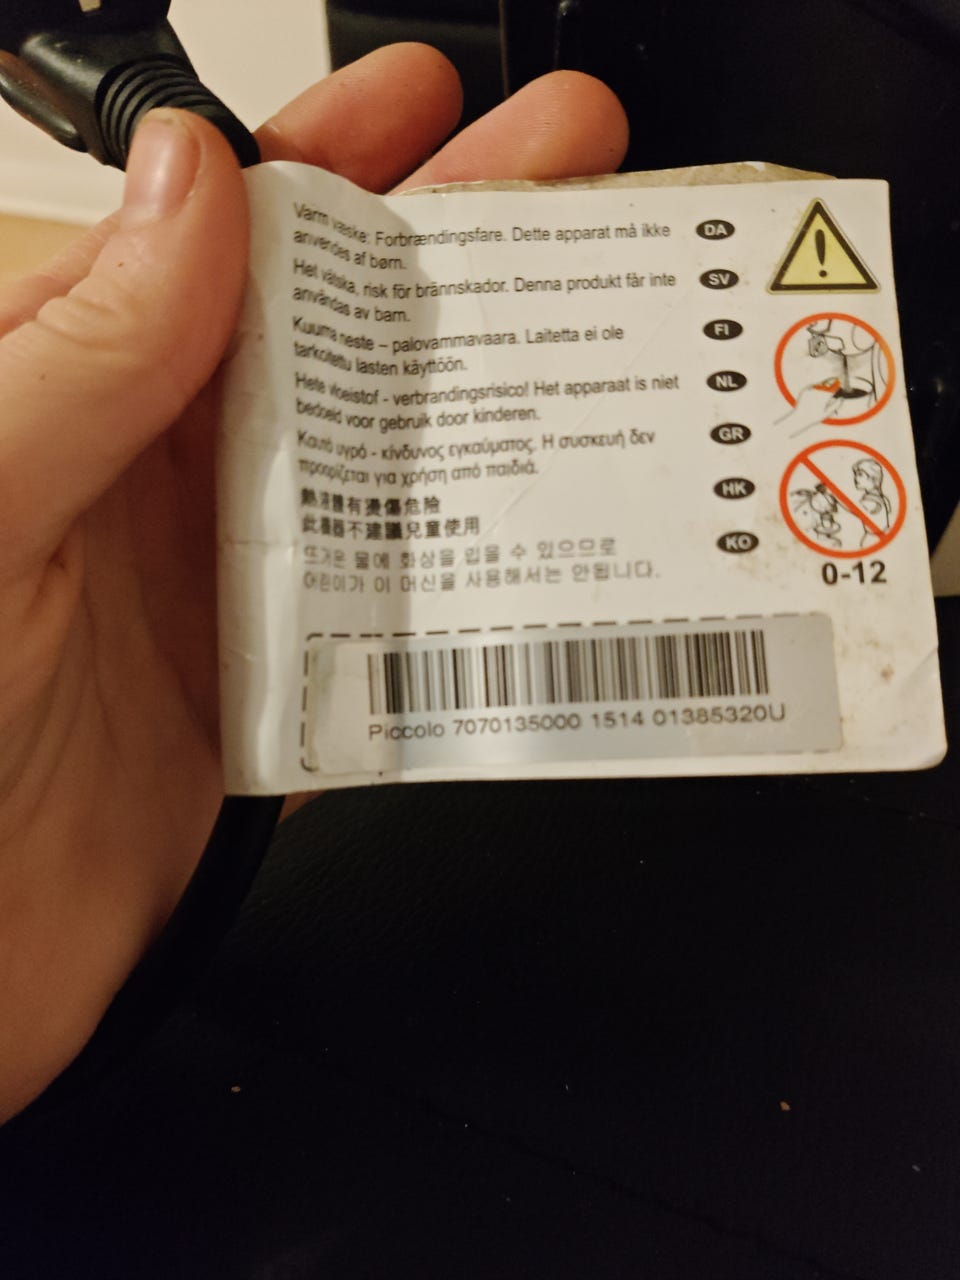 Varm væske: Forbrændingsfare. Dette apparat må ikke
anvendes af børn.
DA
Het vätska, risk för brännskador. Denna produkt får inte
användas av barn.
SV
Kuuma neste – palovammavaara. Laitetta ei ole
tarkoitettu lasten käyttöön.
FI
Hete vloeistof - verbrandingsrisico! Het apparaat is niet
bedoeld voor gebruik door kinderen.
NL
Καυτό υγρό - κίνδυνος εγκαύματος. Η συσκευή δεν
προορίζεται για χρήση από παιδιά.
GR
熱液體有燙傷危險
此機器不建議兒童使用
HK
뜨거운 물에 화상을 입을 수 있으므로
어린이가 이 머신을 사용해서는 안됩니다.
KO
0-12
Piccolo 7070135000 1514 01385320U